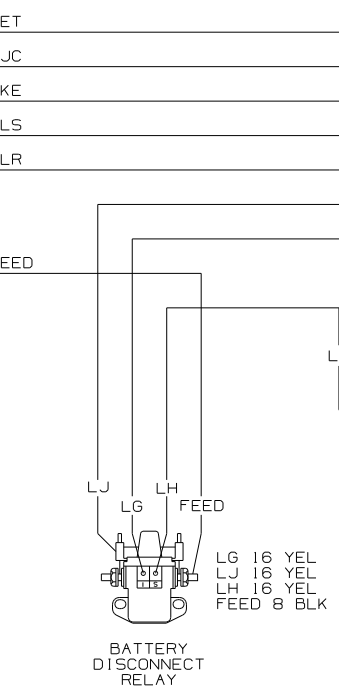 ET
JC
KE
LS
LR
EED
L
LJ
LH
LG
FEED
LG 16 YEL
LJ 16 YEL
LH 16 YEL
FEED 8 BLK
I S
BATTERY
DISCONNECT
RELAY